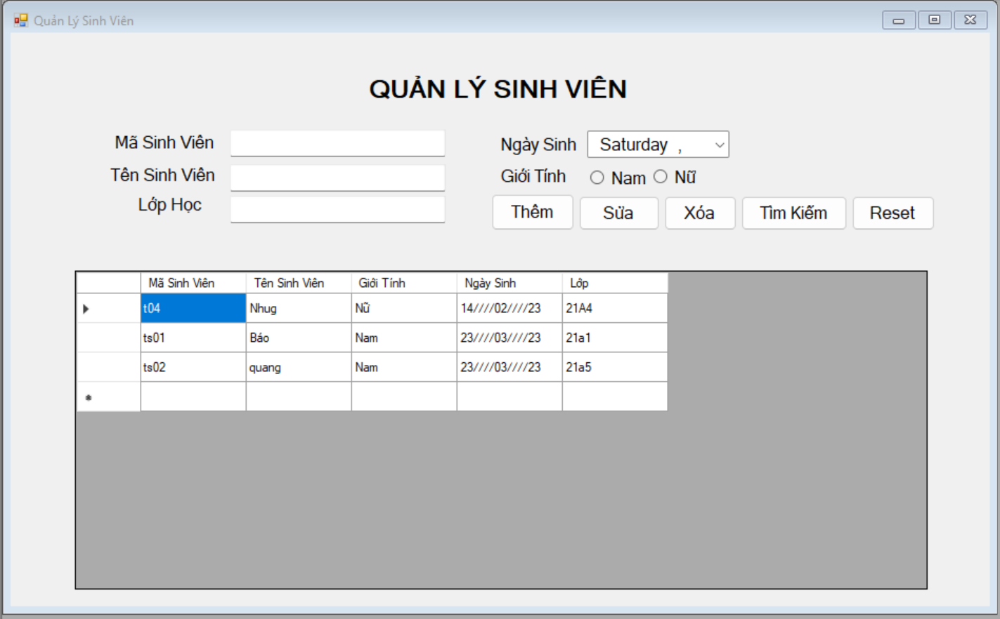 Quản Lý Sinh Viên
QUẢN LÝ SINH VIÊN
Mã Sinh Viên
Ngày Sinh Saturday ,
Tên Sinh Viên
Giới Tính Nam Nữ
Lớp Học
Thêm Sửa Xóa Tìm Kiếm Reset
Mã Sinh Viên Tên Sinh Viên Giới Tính Ngày Sinh Lớp
t04 Nhug Nữ 14////02////23 21A4
ts01 Bảo Nam 23////03////23 21a1
ts02 quang Nam 23////03////23 21a5